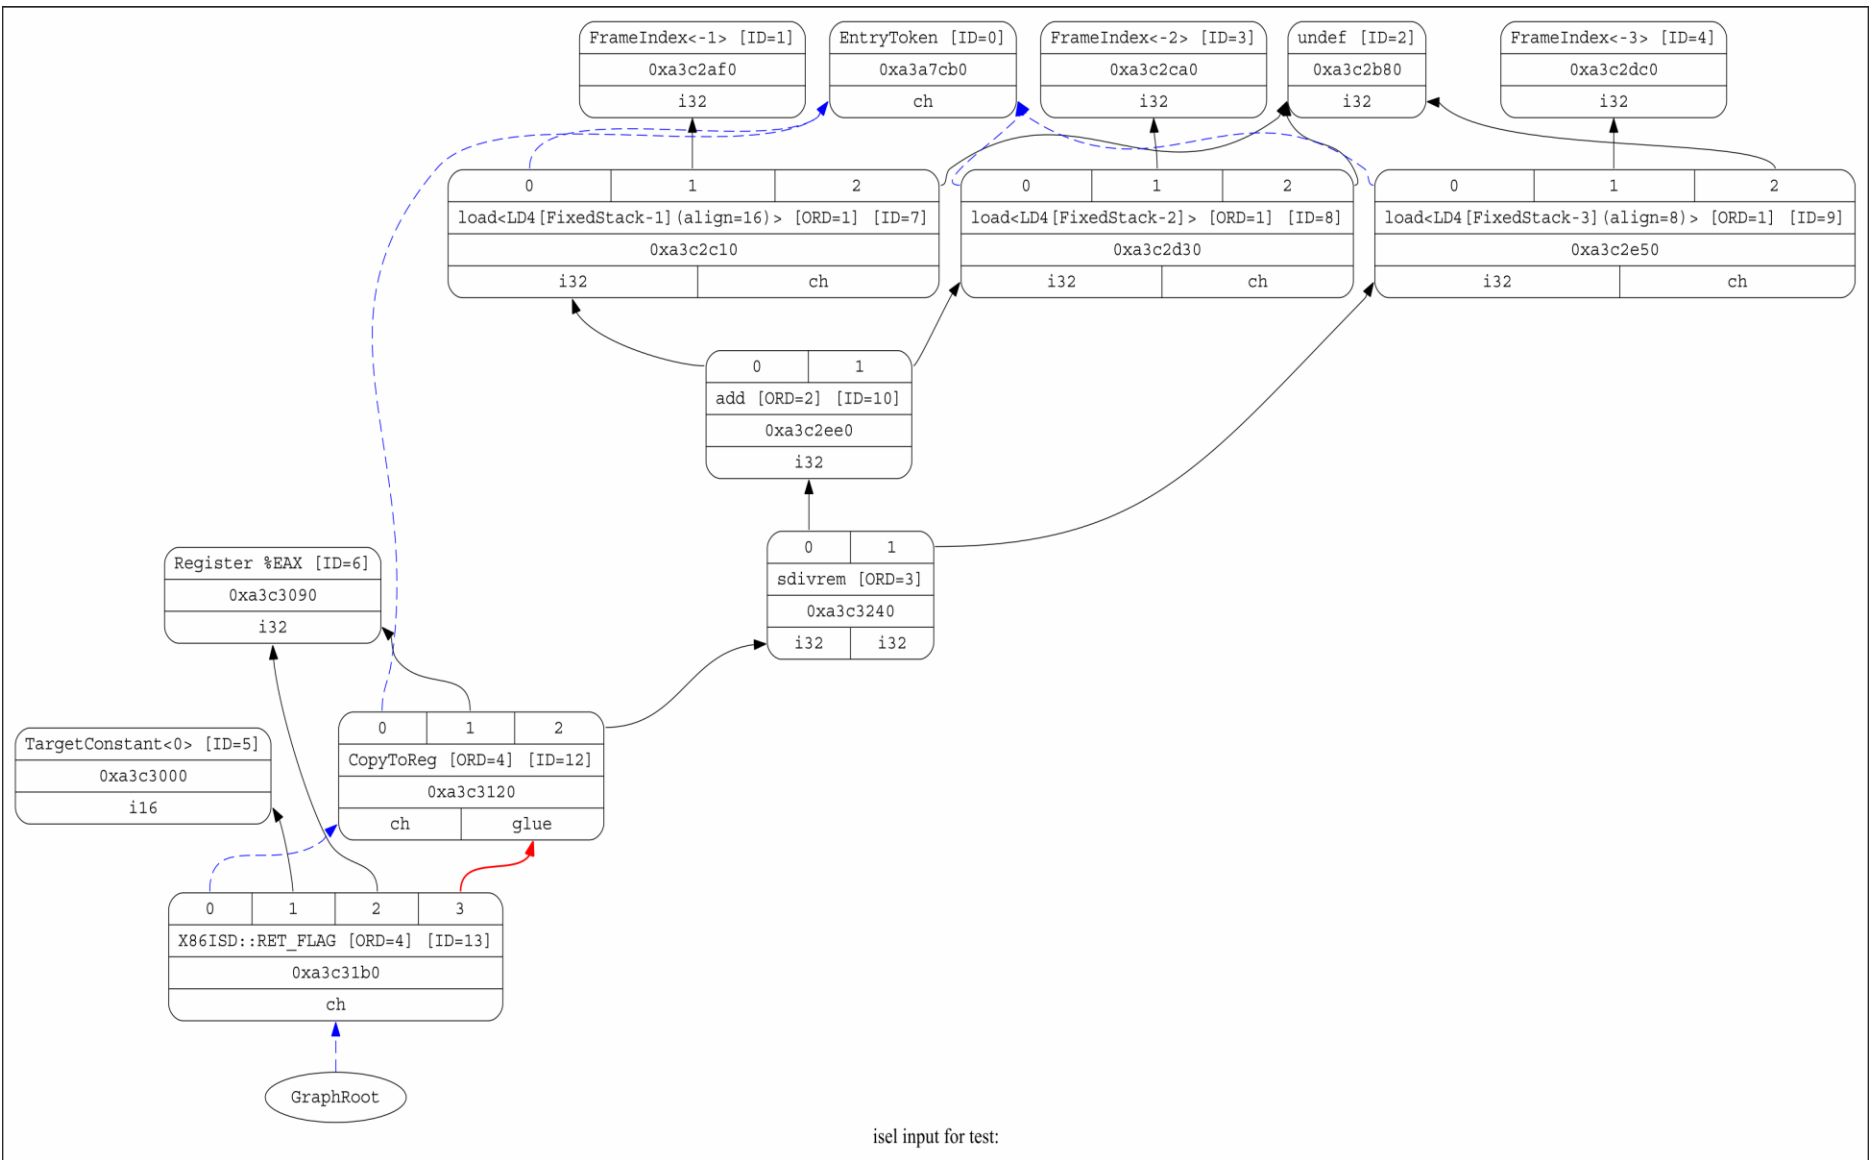 FrameIndex<-1> [ID=1]
0xa3c2af0
i32
EntryToken [ID=0]
0xa3a7cb0
ch
FrameIndex<-2> [ID=3]
0xa3c2ca0
i32
undef [ID=2]
0xa3c2b80
i32
FrameIndex<-3> [ID=4]
0xa3c2dc0
i32
0 1 2
load<LD4[FixedStack-1](align=16)> [ORD=1] [ID=7]
0xa3c2c10
i32 ch
0 1 2
load<LD4[FixedStack-2]> [ORD=1] [ID=8]
0xa3c2d30
i32 ch
0 1 2
load<LD4[FixedStack-3](align=8)> [ORD=1] [ID=9]
0xa3c2e50
i32 ch
0 1
add [ORD=2] [ID=10]
0xa3c2ee0
i32
0 1
sdivrem [ORD=3]
0xa3c3240
i32 i32
Register %EAX [ID=6]
0xa3c3090
i32
TargetConstant<0> [ID=5]
0xa3c3000
i16
0 1 2
CopyToReg [ORD=4] [ID=12]
0xa3c3120
ch glue
0 1 2 3
X86ISD::RET_FLAG [ORD=4] [ID=13]
0xa3c31b0
ch
GraphRoot
isel input for test: